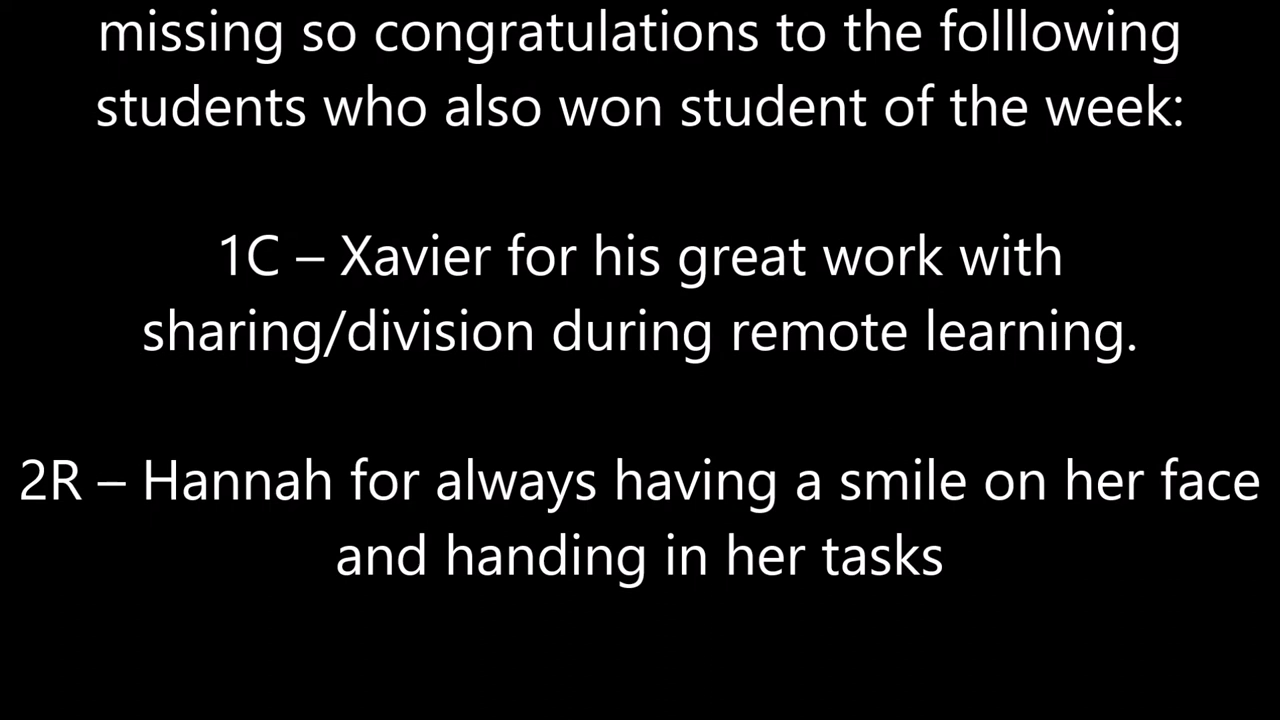 missing so congratulations to the folllowing
students who also won student of the week:
1C – Xavier for his great work with
sharing/division during remote learning.
2R – Hannah for always having a smile on her face
and handing in her tasks